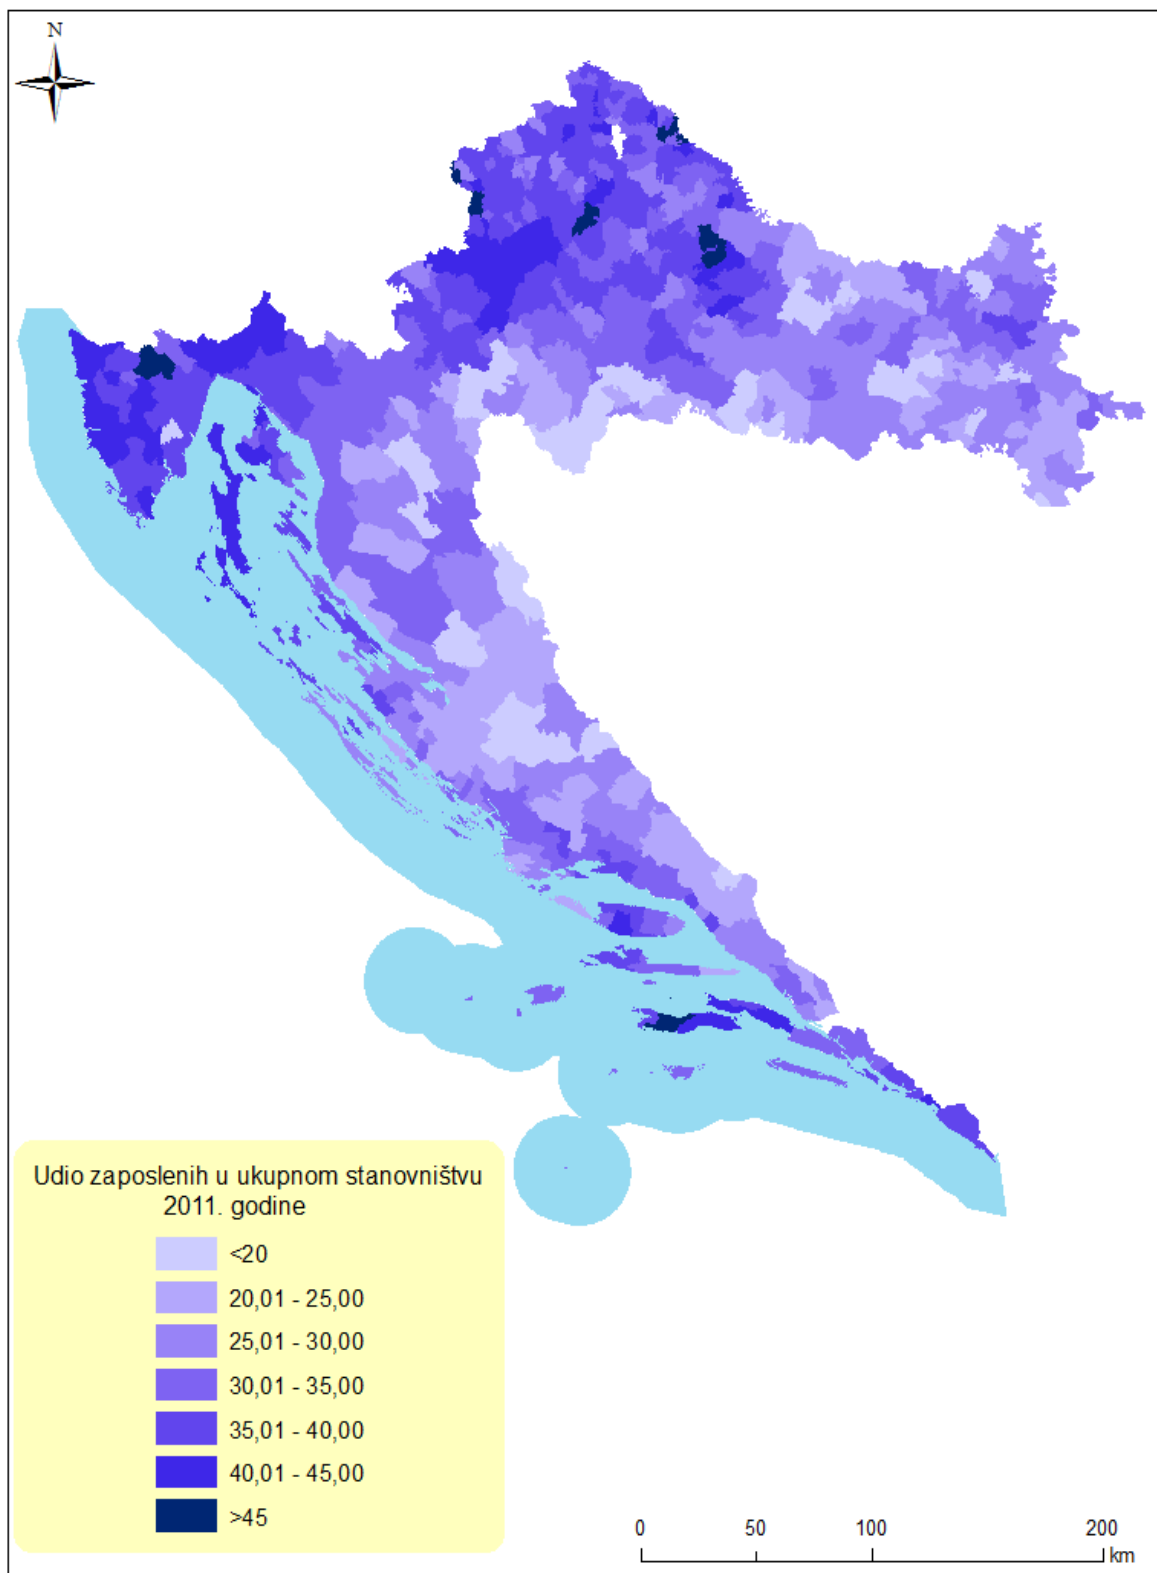 N
Udio zaposlenih u ukupnom stanovništvu
2011. godine
<20
20,01 - 25,00
25,01 - 30,00
30,01 - 35,00
35,01 - 40,00
40,01 - 45,00
>45
0 50 100 200
km